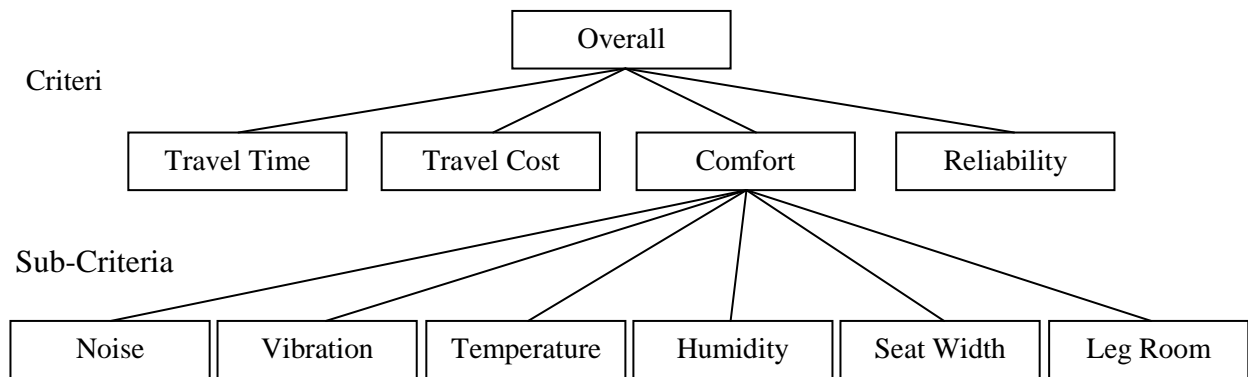 Overall
Criteri
Travel Time
Travel Cost
Comfort
Reliability
Sub-Criteria
Noise
Vibration
Temperature
Humidity
Seat Width
Leg Room